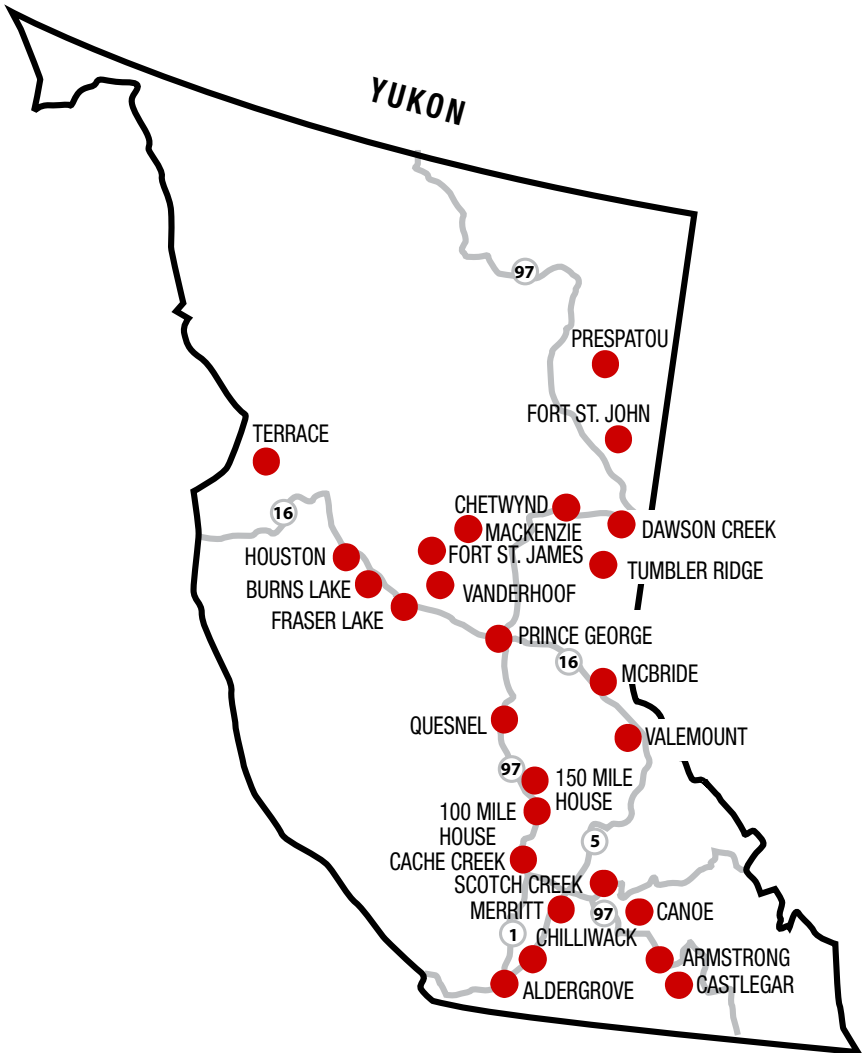 YUKON
97
PRESPATOU
FORT ST. JOHN
TERRACE
CHETWYND
16
MACKENZIE
DAWSON CREEK
HOUSTON
FORT ST. JAMES
TUMBLER RIDGE
BURNS LAKE
VANDERHOOF
FRASER LAKE
PRINCE GEORGE
16
MCBRIDE
QUESNEL
VALEMOUNT
97
150 MILE
HOUSE
100 MILE
HOUSE
5
CACHE CREEK
SCOTCH CREEK
MERRITT
97
CANOE
1
CHILLIWACK
ARMSTRONG
CASTLEGAR
ALDERGROVE